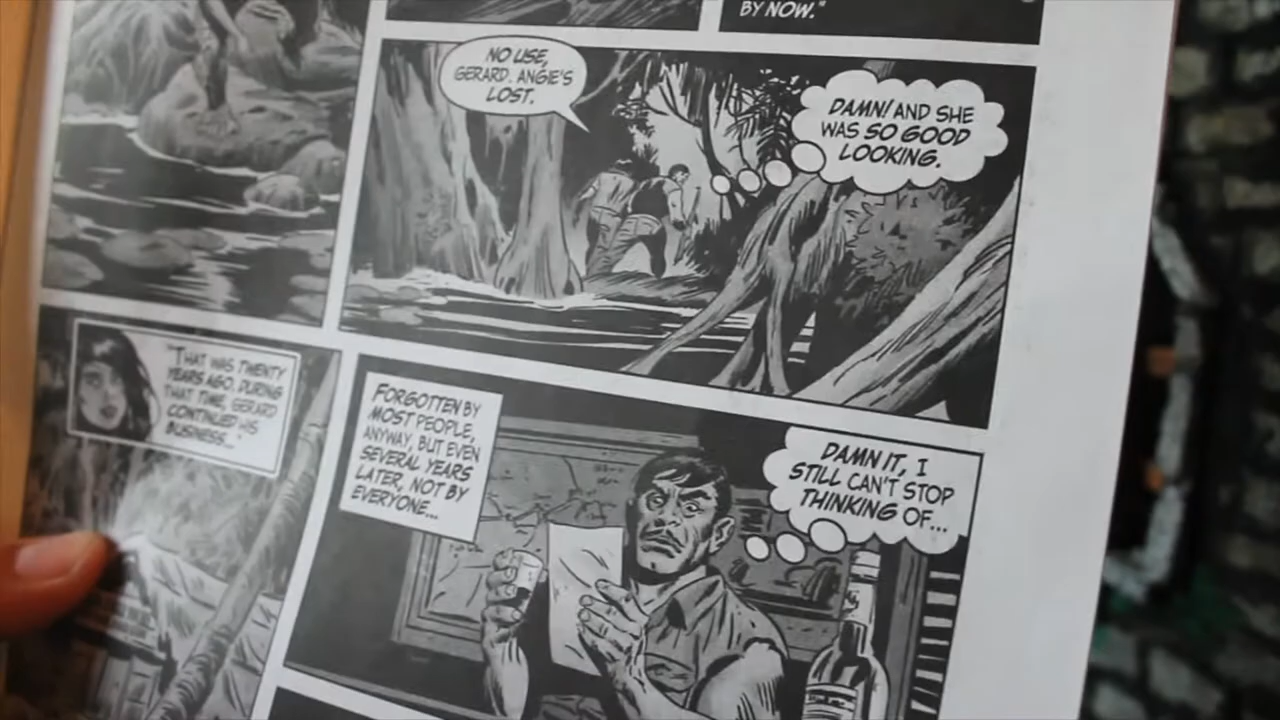 BY NOW."
NO USE,
GERARD. ANGIE'S
LOST.
DAMN! AND SHE
WAS SO GOOD
LOOKING.
"THAT WAS TWENTY
YEARS AGO. DURING
THAT TIME, GERARD
CONTINUED HIS
BUSINESS..."
FORGOTTEN BY
MOST PEOPLE,
ANYWAY, BUT EVEN
SEVERAL YEARS
LATER, NOT BY
EVERYONE...
DAMN IT, I
STILL CAN'T STOP
THINKING OF...